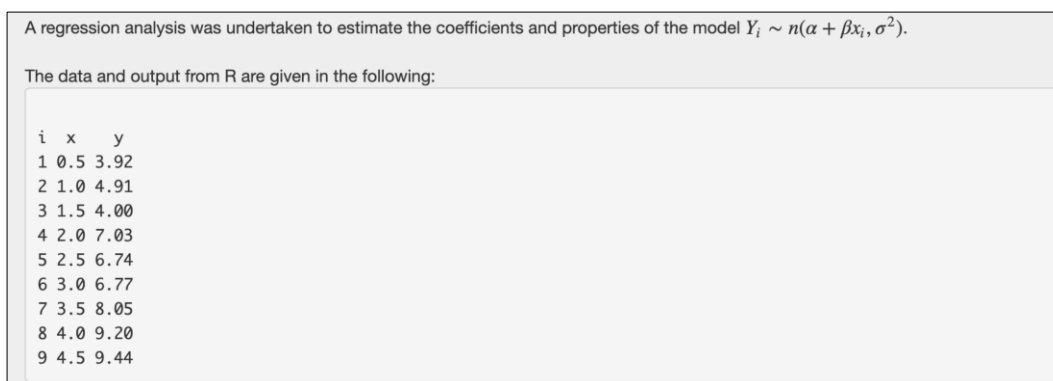 A regression analysis was undertaken to estimate the coefficients and properties of the model Yᵢ ∼ n(α + βxᵢ, σ²).
The data and output from R are given in the following:
i x y
1 0.5 3.92
2 1.0 4.91
3 1.5 4.00
4 2.0 7.03
5 2.5 6.74
6 3.0 6.77
7 3.5 8.05
8 4.0 9.20
9 4.5 9.44